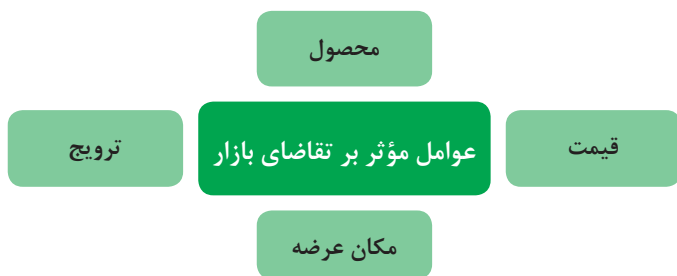 محصول
قیمت
عوامل مؤثر بر تقاضای بازار
ترویج
مکان عرضه